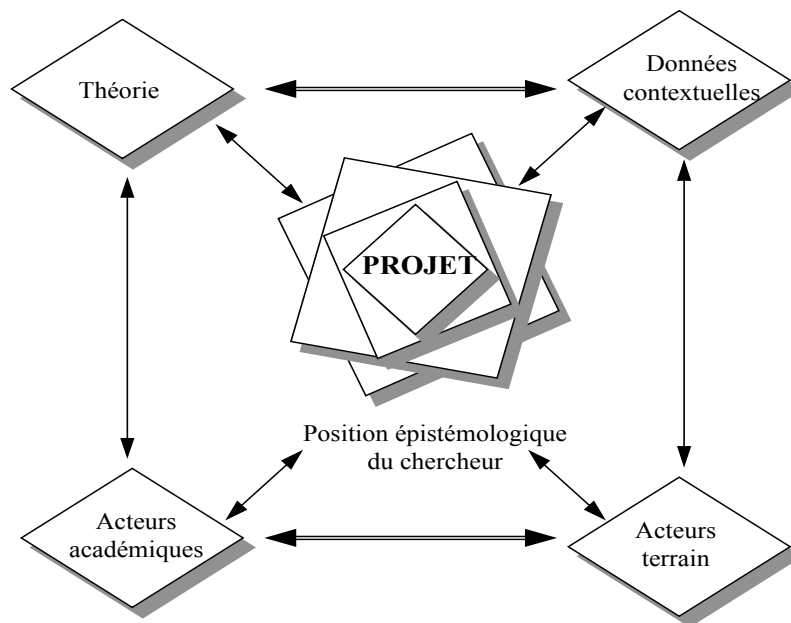 Théorie
Données
contextuelles
PROJET
Position épistémologique
du chercheur
Acteurs
académiques
Acteurs
terrain